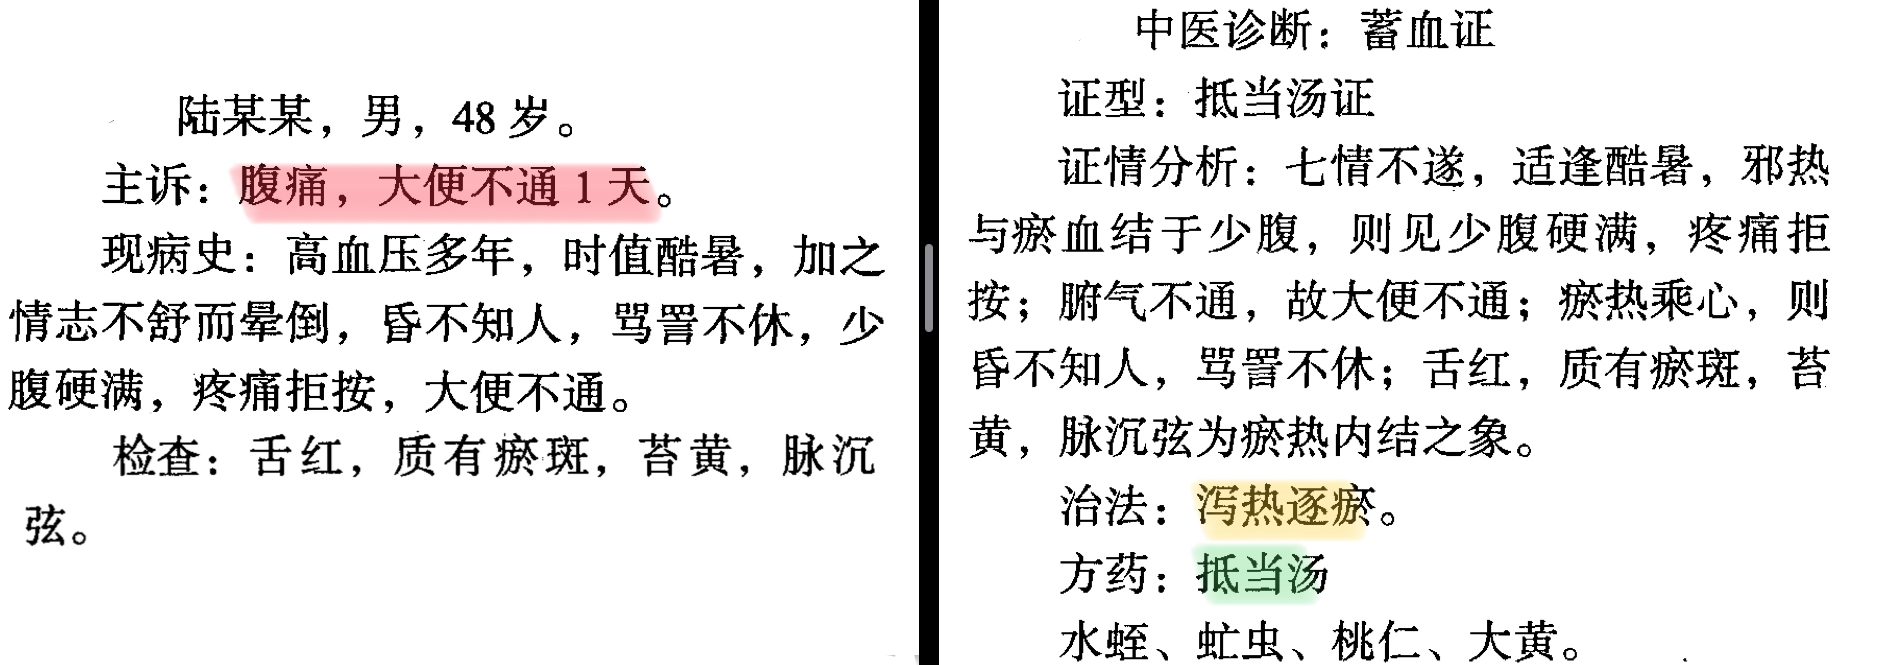 陆某某，男，48岁。
主诉：腹痛，大便不通1天。
现病史：高血压多年，时值酷暑，加之
情志不舒而晕倒，昏不知人，骂詈不休，少
腹硬满，疼痛拒按，大便不通。
检查：舌红，质有瘀斑，苔黄，脉沉
弦。
中医诊断：蓄血证
证型：抵当汤证
证情分析：七情不遂，适逢酷暑，邪热
与瘀血结于少腹，则见少腹硬满，疼痛拒
按；腑气不通，故大便不通；瘀热乘心，则
昏不知人，骂詈不休；舌红，质有瘀斑，苔
黄，脉沉弦为瘀热内结之象。
治法：泻热逐瘀。
方药：抵当汤
水蛭、虻虫、桃仁、大黄。